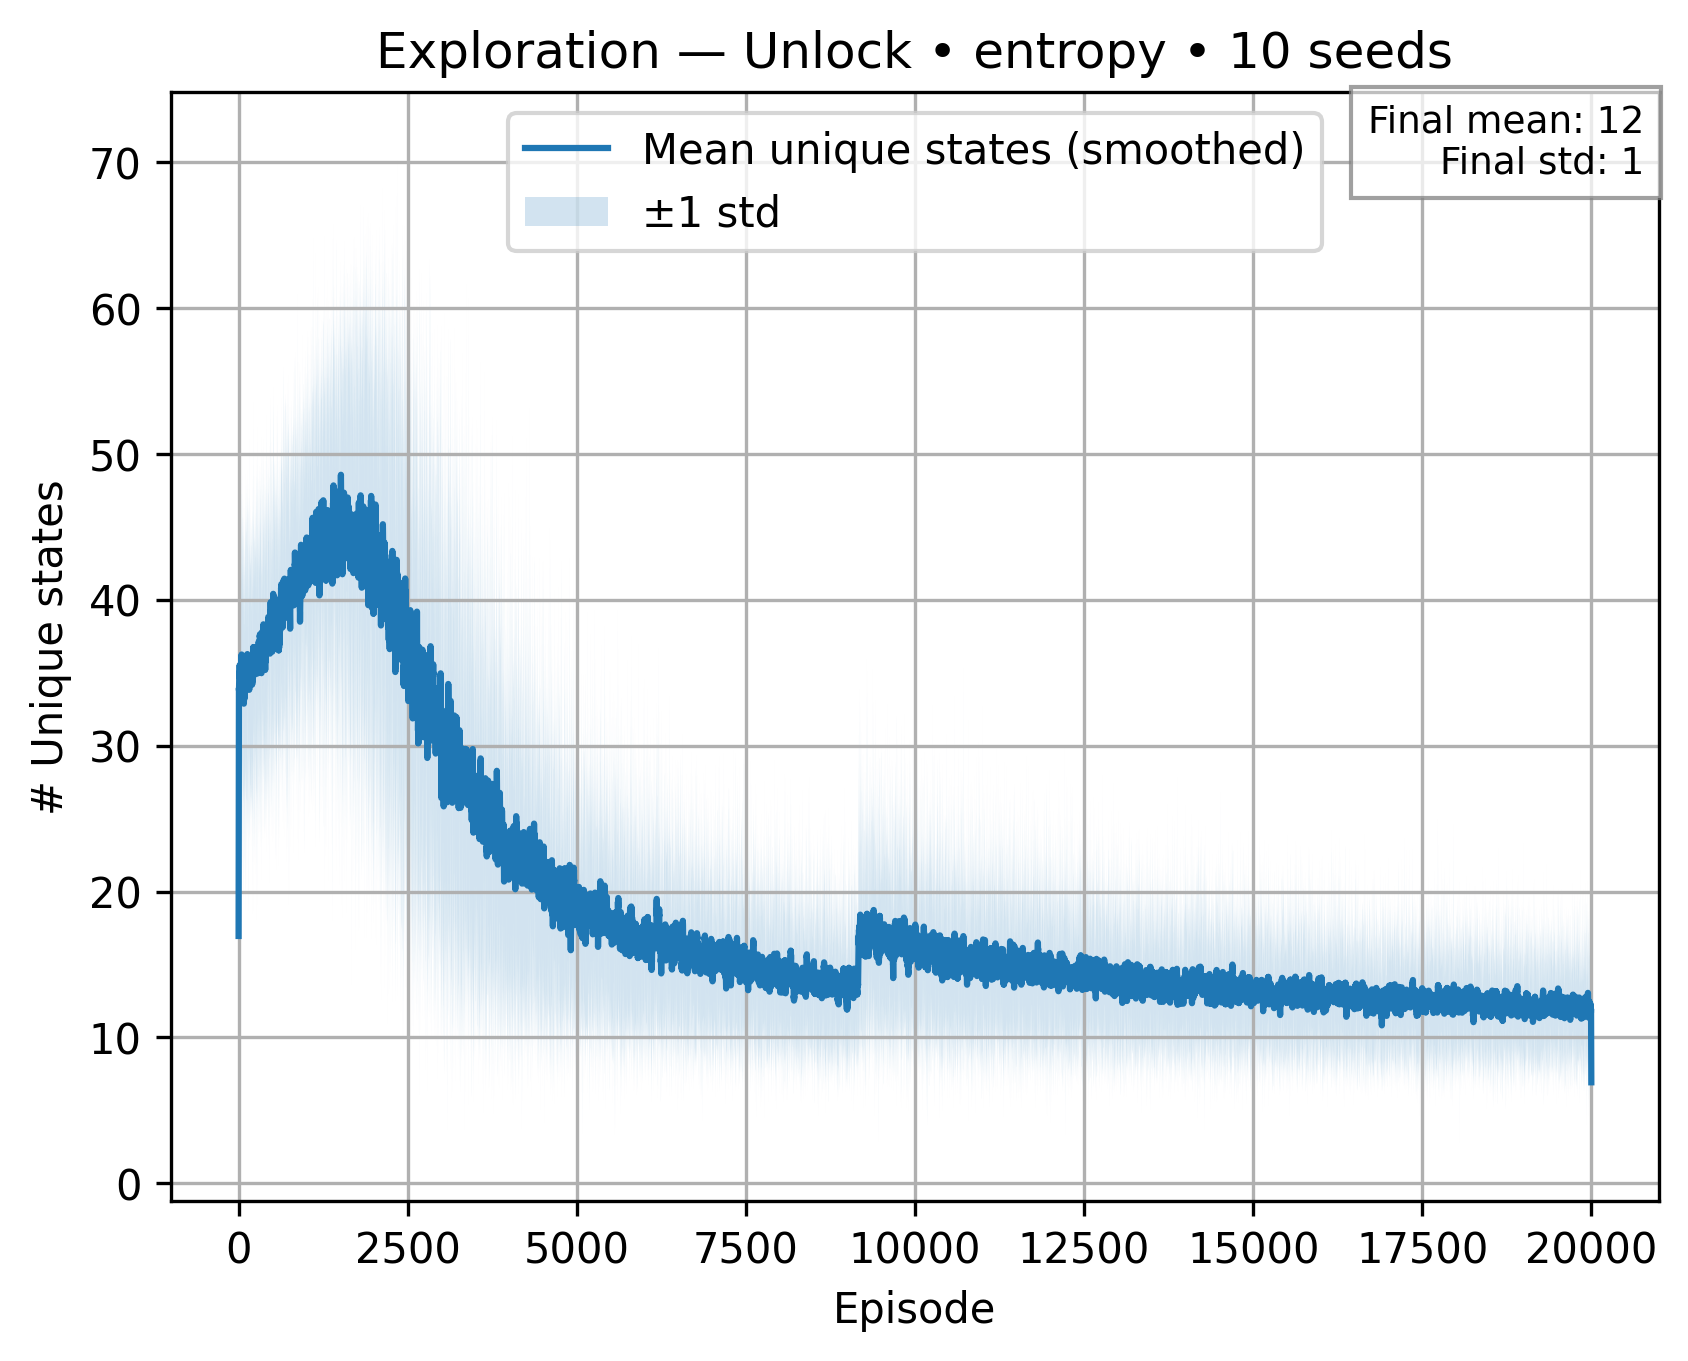 Exploration — Unlock • entropy • 10 seeds
Final mean: 12
Final std: 1
Mean unique states (smoothed)
±1 std
# Unique states
70
60
50
40
30
20
10
0
0 2500 5000 7500 10000 12500 15000 17500 20000
Episode